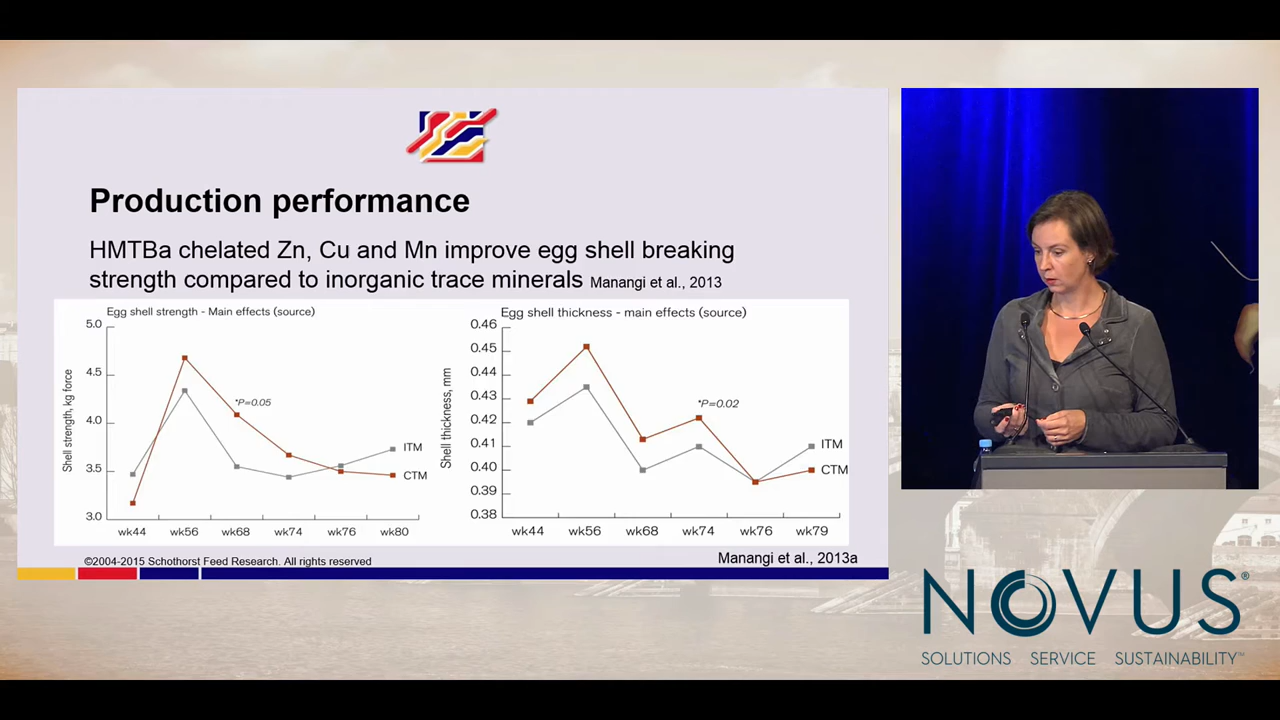 Production performance
HMTBa chelated Zn, Cu and Mn improve egg shell breaking
strength compared to inorganic trace minerals Manangi et al., 2013
Egg shell strength - Main effects (source)
Shell strength, kg force
5.0
4.5
4.0
3.5
3.0
*P=0.05
ITM
CTM
wk44 wk56 wk68 wk74 wk76 wk80
Egg shell thickness - main effects (source)
Shell thickness, mm
0.46
0.45
0.44
0.43
0.42
0.41
0.40
0.39
0.38
*P=0.02
ITM
CTM
wk44 wk56 wk68 wk74 wk76 wk79
©2004-2015 Schothorst Feed Research. All rights reserved
Manangi et al., 2013a
NOVUS®
SOLUTIONS SERVICE SUSTAINABILITY™